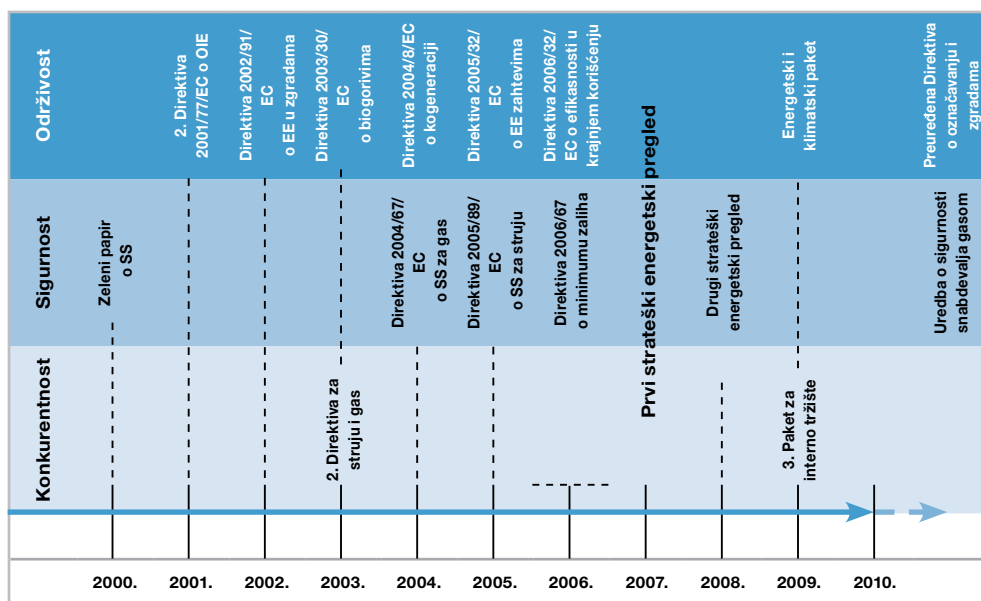 Održivost
2. Direktiva
2001/77/EC o OIE
Direktiva 2002/91/
EC
o EE u zgradama
Direktiva 2003/30/
EC
o biogorivima
Direktiva 2004/8/EC
o kogeneraciji
Direktiva 2005/32/
EC
o EE zahtevima
Direktiva 2006/32/
EC o efikasnosti u
krajnjem korišćenju
Energetski i
klimatski paket
Preuređena Direktiva
o označavanju i
zgradama
Sigurnost
Zeleni papir
o SS
Direktiva 2004/67/
EC
o SS za gas
Direktiva 2005/89/
EC
o SS za struju
Direktiva 2006/67
o minimumu zaliha
Prvi strateški energetski pregled
Drugi strateški
energetski pregled
Uredba o sigurnosti
snabdevalja gasom
Konkurentnost
2. Direktiva za
struju i gas
3. Paket za
interno tržište
2000.
2001.
2002.
2003.
2004.
2005.
2006.
2007.
2008.
2009.
2010.